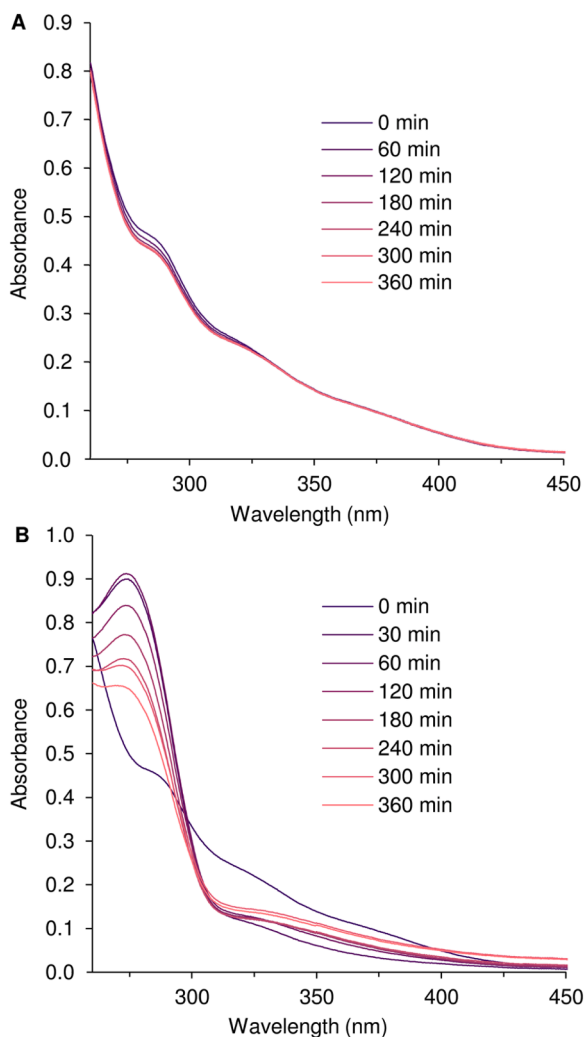 A
0.9
0.8
0.7
0.6
0.5
0.4
0.3
0.2
0.1
0.0
Absorbance
0 min
60 min
120 min
180 min
240 min
300 min
360 min
300 350 400 450
Wavelength (nm)
B
1.0
0.9
0.8
0.7
0.6
0.5
0.4
0.3
0.2
0.1
0.0
Absorbance
0 min
30 min
60 min
120 min
180 min
240 min
300 min
360 min
300 350 400 450
Wavelength (nm)